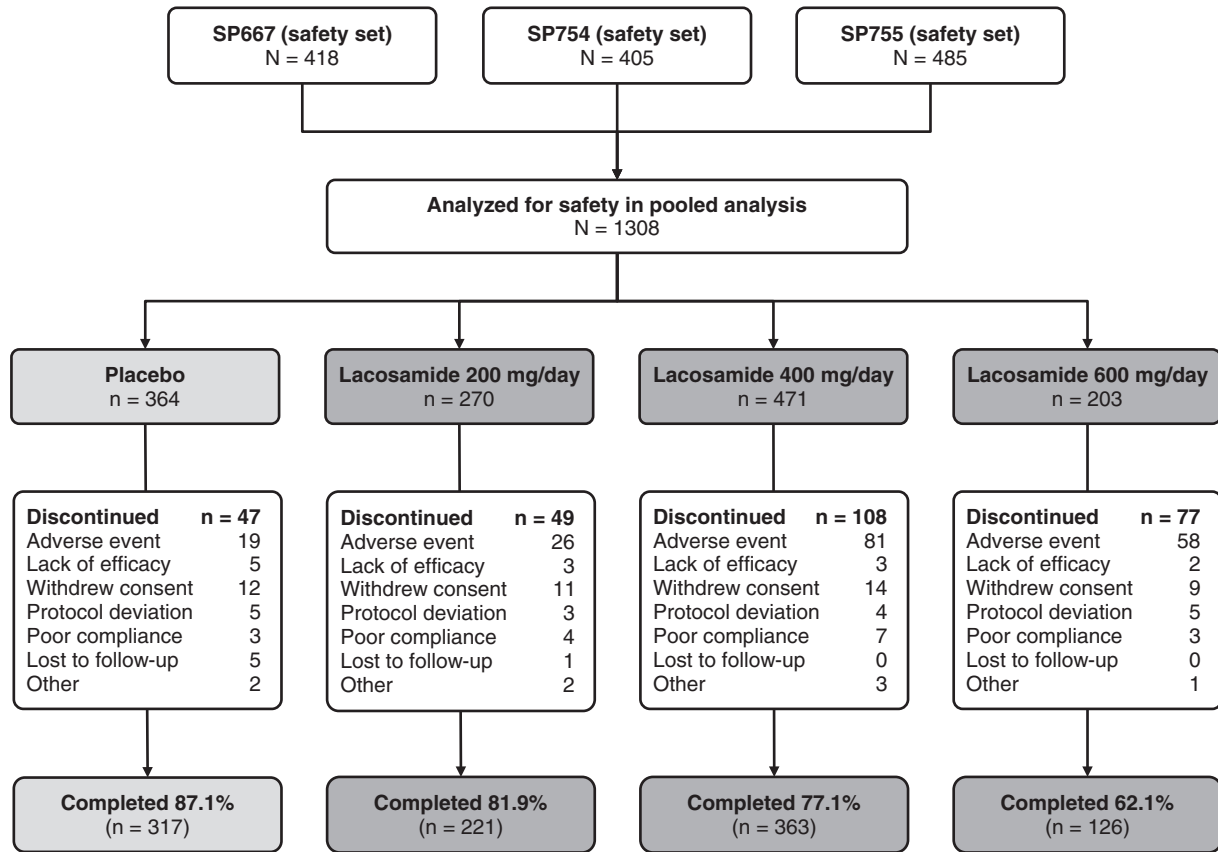 SP667 (safety set)
N = 418
SP754 (safety set)
N = 405
SP755 (safety set)
N = 485
Analyzed for safety in pooled analysis
N = 1308
Placebo
n = 364
Lacosamide 200 mg/day
n = 270
Lacosamide 400 mg/day
n = 471
Lacosamide 600 mg/day
n = 203
Discontinued n = 47
Adverse event 19
Lack of efficacy 5
Withdrew consent 12
Protocol deviation 5
Poor compliance 3
Lost to follow-up 5
Other 2
Discontinued n = 49
Adverse event 26
Lack of efficacy 3
Withdrew consent 11
Protocol deviation 3
Poor compliance 4
Lost to follow-up 1
Other 2
Discontinued n = 108
Adverse event 81
Lack of efficacy 3
Withdrew consent 14
Protocol deviation 4
Poor compliance 7
Lost to follow-up 0
Other 3
Discontinued n = 77
Adverse event 58
Lack of efficacy 2
Withdrew consent 9
Protocol deviation 5
Poor compliance 3
Lost to follow-up 0
Other 1
Completed 87.1%
(n = 317)
Completed 81.9%
(n = 221)
Completed 77.1%
(n = 363)
Completed 62.1%
(n = 126)